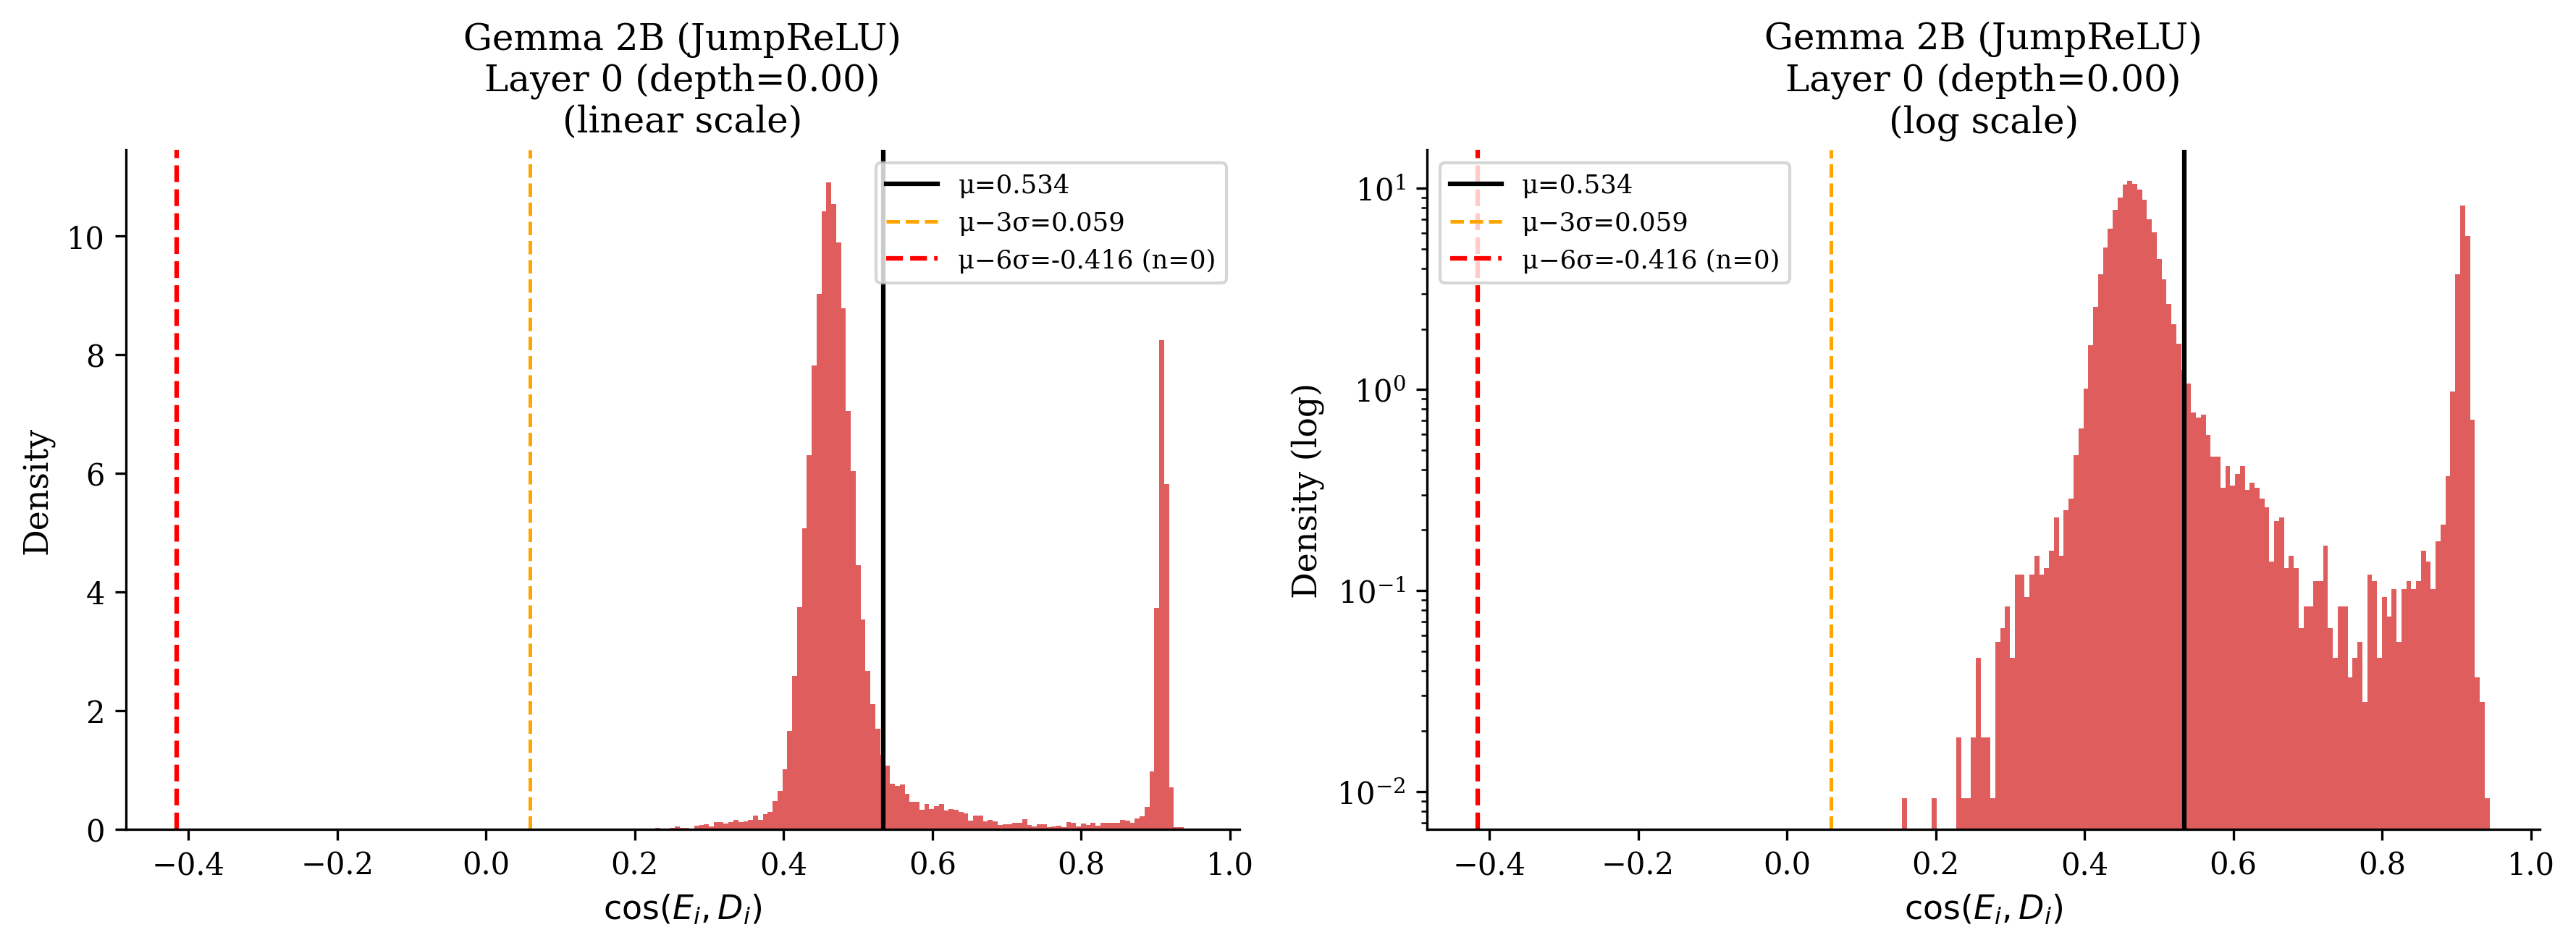 Gemma 2B (JumpReLU)
Layer 0 (depth=0.00)
(linear scale)
μ=0.534
μ−3σ=0.059
μ−6σ=-0.416 (n=0)
Density
10
8
6
4
2
0
−0.4
−0.2
0.0
0.2
0.4
0.6
0.8
1.0
cos(E_i, D_i)
Gemma 2B (JumpReLU)
Layer 0 (depth=0.00)
(log scale)
μ=0.534
μ−3σ=0.059
μ−6σ=-0.416 (n=0)
Density (log)
10¹
10⁰
10⁻¹
10⁻²
−0.4
−0.2
0.0
0.2
0.4
0.6
0.8
1.0
cos(E_i, D_i)